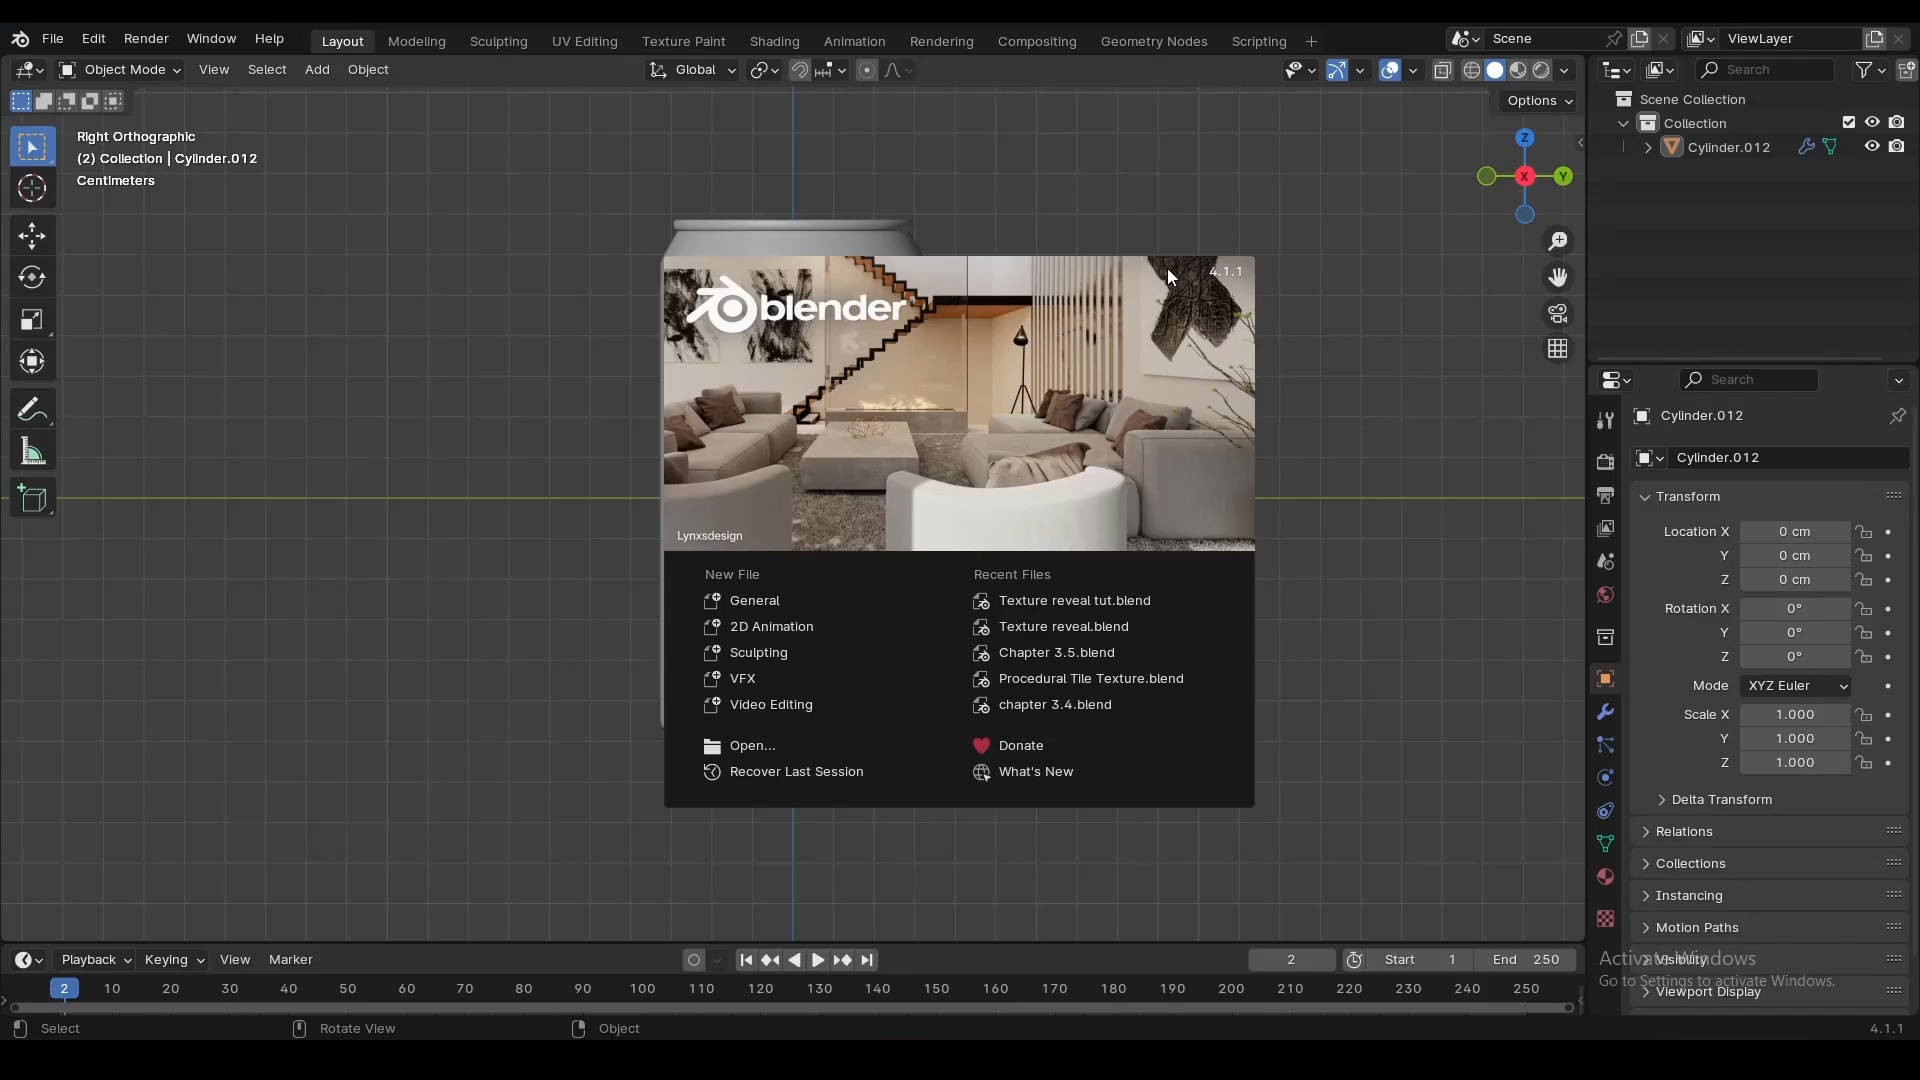 File Edit Render Window Help Layout Modeling Sculpting UV Editing Texture Paint Shading Animation Rendering Compositing Geometry Nodes Scripting + Scene ViewLayer
Object Mode View Select Add Object Global Search
Options
Right Orthographic
(2) Collection | Cylinder.012
Centimeters
Z
X
Y
Scene Collection
Collection
Cylinder.012
4.1.1
blender
Lynxsdesign
New File
General
2D Animation
Sculpting
VFX
Video Editing
Open...
Recover Last Session
Recent Files
Texture reveal tut.blend
Texture reveal.blend
Chapter 3.5.blend
Procedural Tile Texture.blend
chapter 3.4.blend
Donate
What's New
Search
Cylinder.012
Cylinder.012
Transform
Location X 0 cm
Y 0 cm
Z 0 cm
Rotation X 0°
Y 0°
Z 0°
Mode XYZ Euler
Scale X 1.000
Y 1.000
Z 1.000
Delta Transform
Relations
Collections
Instancing
Motion Paths
Visibility
Viewport Display
Activate Windows
Go to Settings to activate Windows.
Playback Keying View Marker 2 Start 1 End 250
2 10 20 30 40 50 60 70 80 90 100 110 120 130 140 150 160 170 180 190 200 210 220 230 240 250
Select Rotate View Object 4.1.1